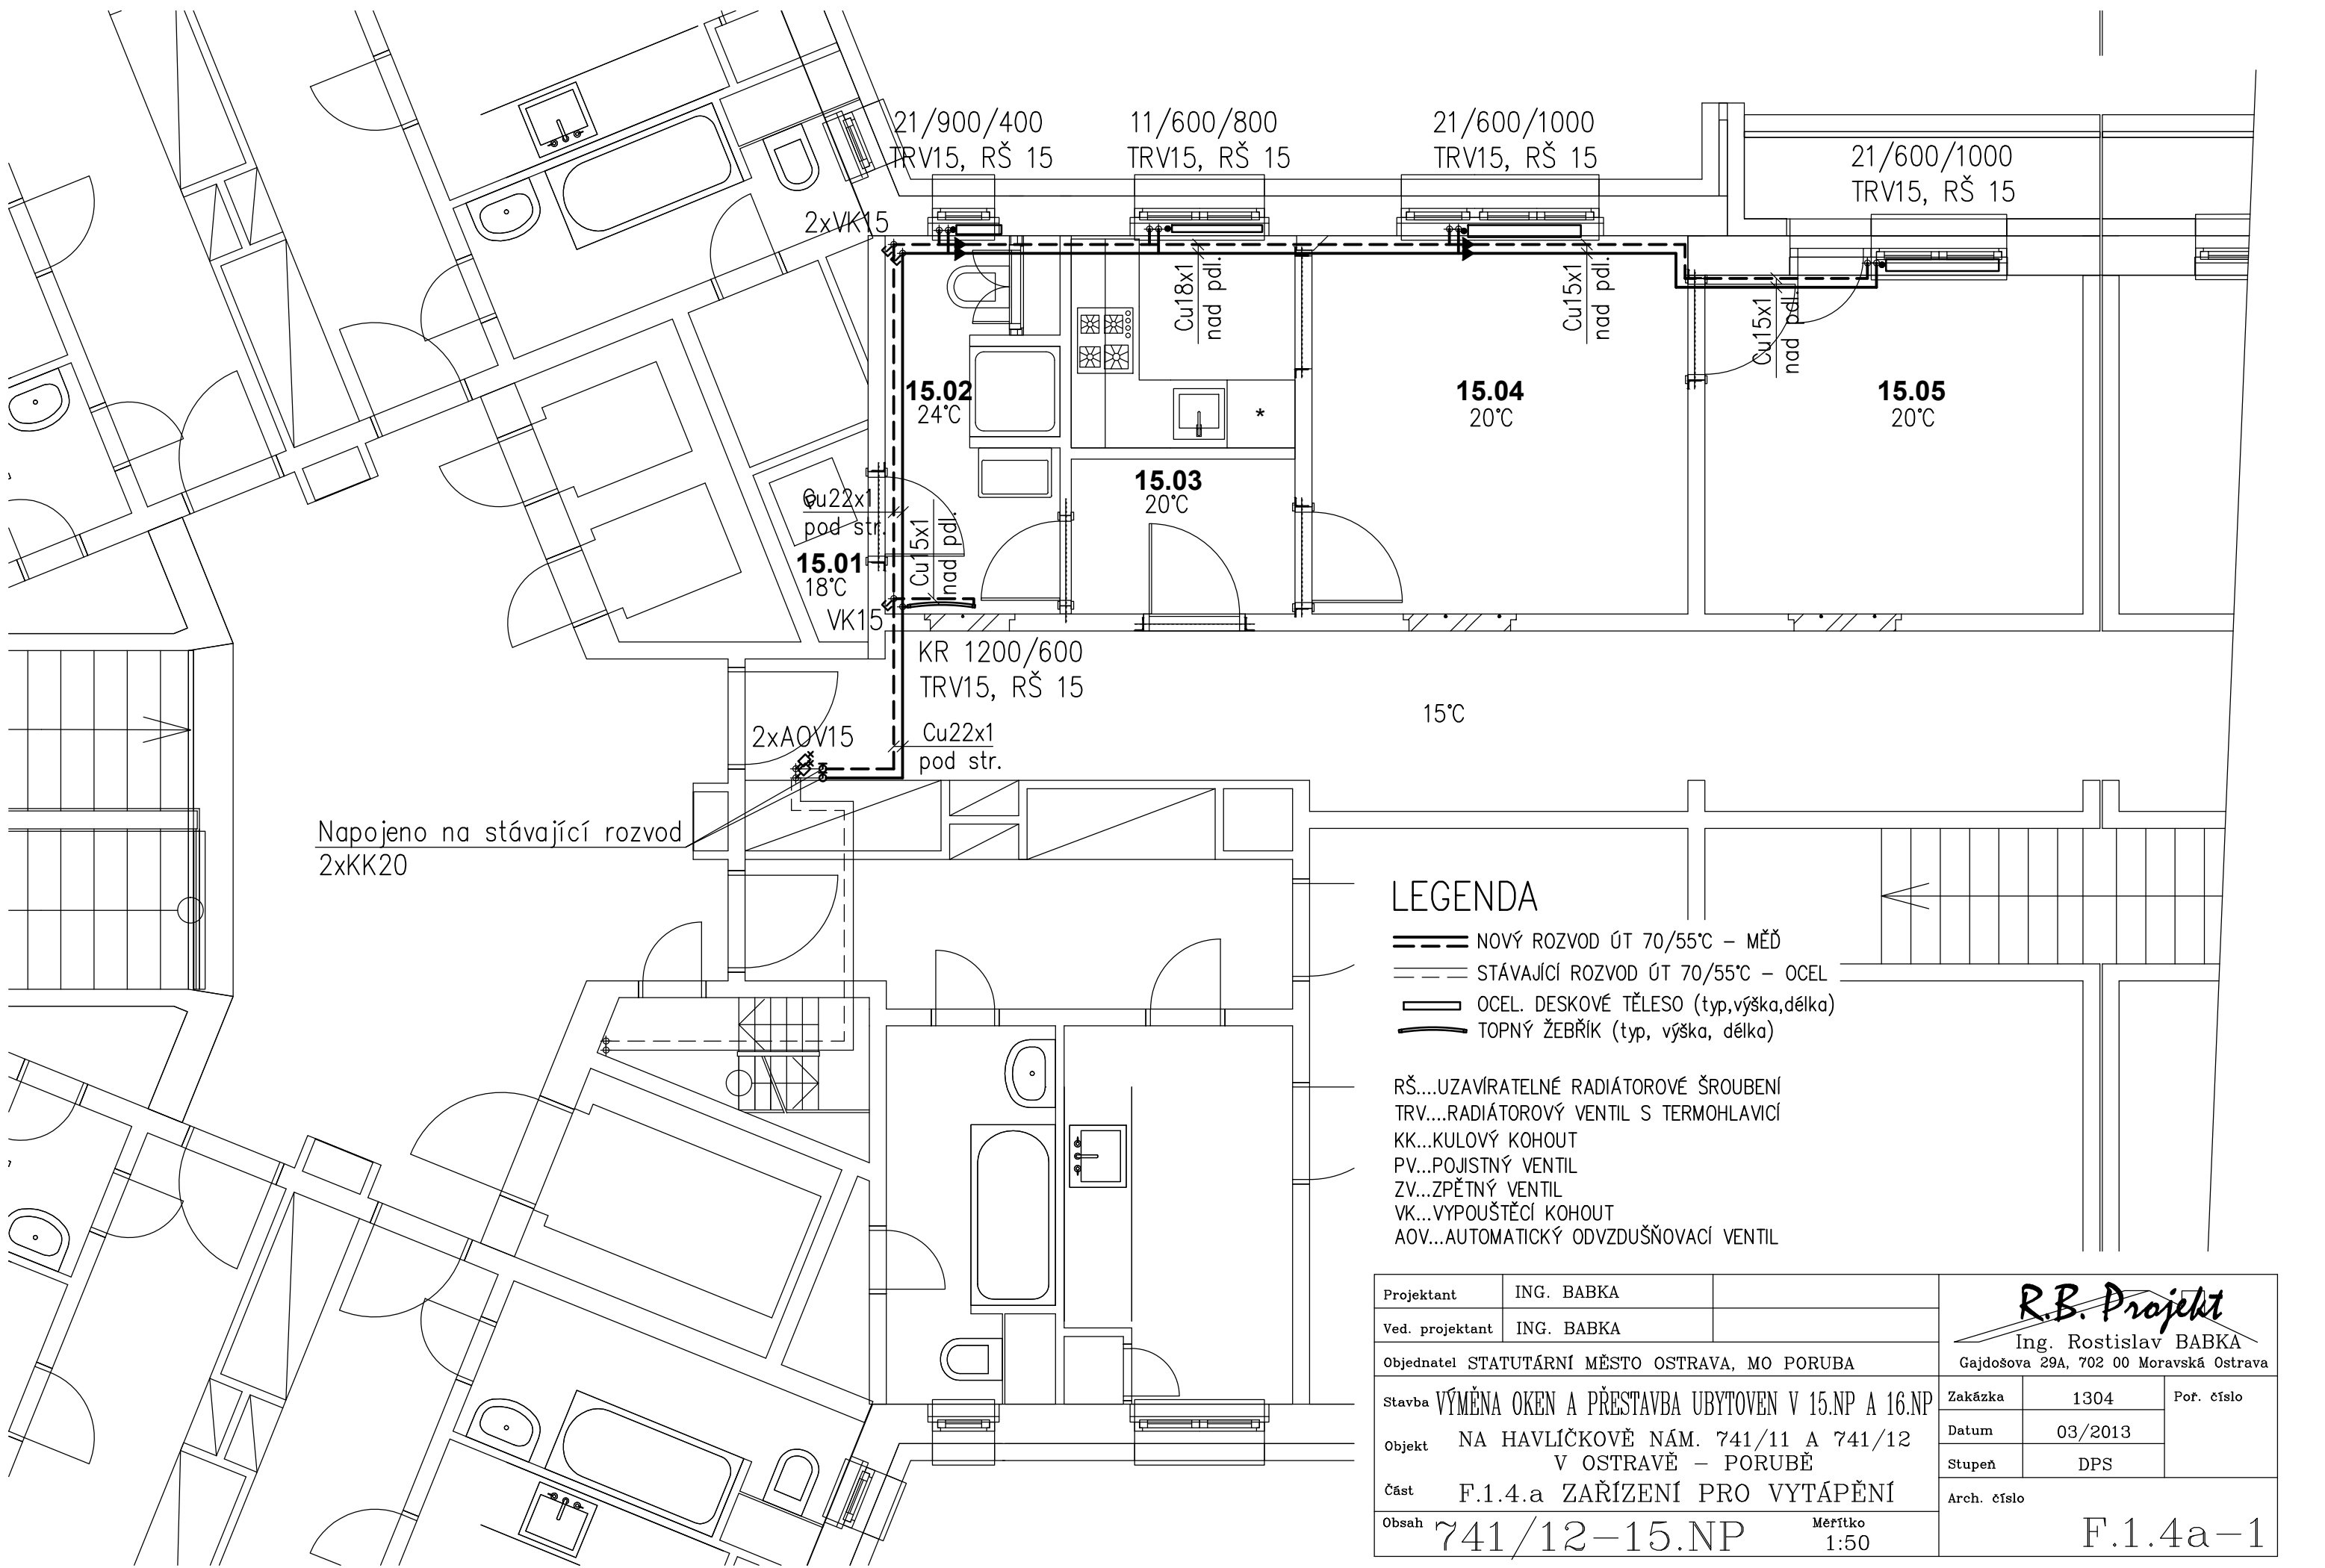 21/900/400
TRV15, RŠ 15
11/600/800
TRV15, RŠ 15
21/600/1000
TRV15, RŠ 15
21/600/1000
TRV15, RŠ 15
2xVK15
Cu18x1
nad pdl.
Cu15x1
nad pdl.
Cu15x1
nad pdl.
15.02
24°C
15.04
20°C
15.05
20°C
*
15.03
20°C
Cu22x1
pod str.
Cu15x1
nad pdl.
15.01
18°C
VK15
KR 1200/600
TRV15, RŠ 15
15°C
2xAOV15
Cu22x1
pod str.
Napojeno na stávající rozvod
2xKK20
LEGENDA
NOVÝ ROZVOD ÚT 70/55°C – MĚĎ
STÁVAJÍCÍ ROZVOD ÚT 70/55°C – OCEL
OCEL. DESKOVÉ TĚLESO (typ,výška,délka)
TOPNÝ ŽEBŘÍK (typ, výška, délka)
RŠ....UZAVÍRATELNÉ RADIÁTOROVÉ ŠROUBENÍ
TRV....RADIÁTOROVÝ VENTIL S TERMOHLAVICÍ
KK...KULOVÝ KOHOUT
PV...POJISTNÝ VENTIL
ZV...ZPĚTNÝ VENTIL
VK...VYPOUŠTĚCÍ KOHOUT
AOV...AUTOMATICKÝ ODVZDUŠŇOVACÍ VENTIL
Projektant ING. BABKA
Ved. projektant ING. BABKA
Objednatel STATUTÁRNÍ MĚSTO OSTRAVA, MO PORUBA
Stavba VÝMĚNA OKEN A PŘESTAVBA UBYTOVEN V 15.NP A 16.NP
Objekt NA HAVLÍČKOVĚ NÁM. 741/11 A 741/12
V OSTRAVĚ – PORUBĚ
Část F.1.4.a ZAŘÍZENÍ PRO VYTÁPĚNÍ
Obsah 741/12–15.NP
Měřítko
1:50
R.B. Projekt
Ing. Rostislav BABKA
Gajdošova 29A, 702 00 Moravská Ostrava
Zakázka 1304 Poř. číslo
Datum 03/2013
Stupeň DPS
Arch. číslo
F.1.4a–1